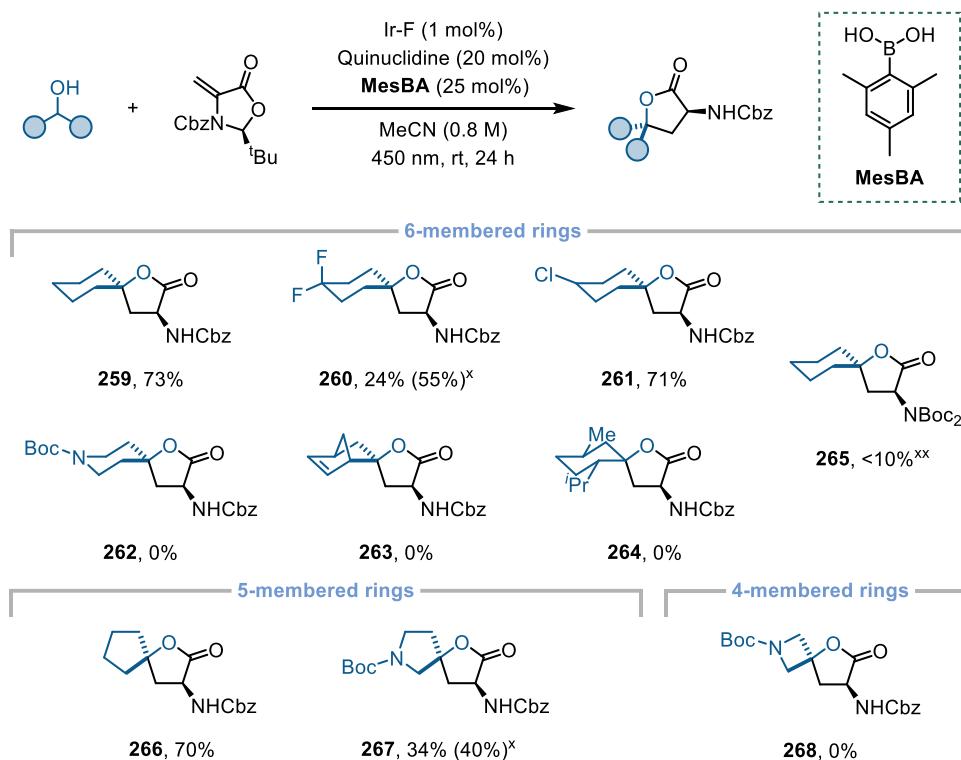 Ir-F (1 mol%)
Quinuclidine (20 mol%)
MesBA (25 mol%)
MeCN (0.8 M)
450 nm, rt, 24 h
OH
+
O
O
CbzN
tBu
O
O
NHCbz
HO OH
B
MesBA
6-membered rings
O
O
NHCbz
259, 73%
F
F
O
O
NHCbz
260, 24% (55%)x
Cl
O
O
NHCbz
261, 71%
O
O
NBoc2
265, <10%xx
Boc
N
O
O
NHCbz
262, 0%
O
O
NHCbz
263, 0%
Me
iPr
O
O
NHCbz
264, 0%
5-membered rings
4-membered rings
O
O
NHCbz
266, 70%
Boc
N
O
O
NHCbz
267, 34% (40%)x
Boc
N
O
O
NHCbz
268, 0%